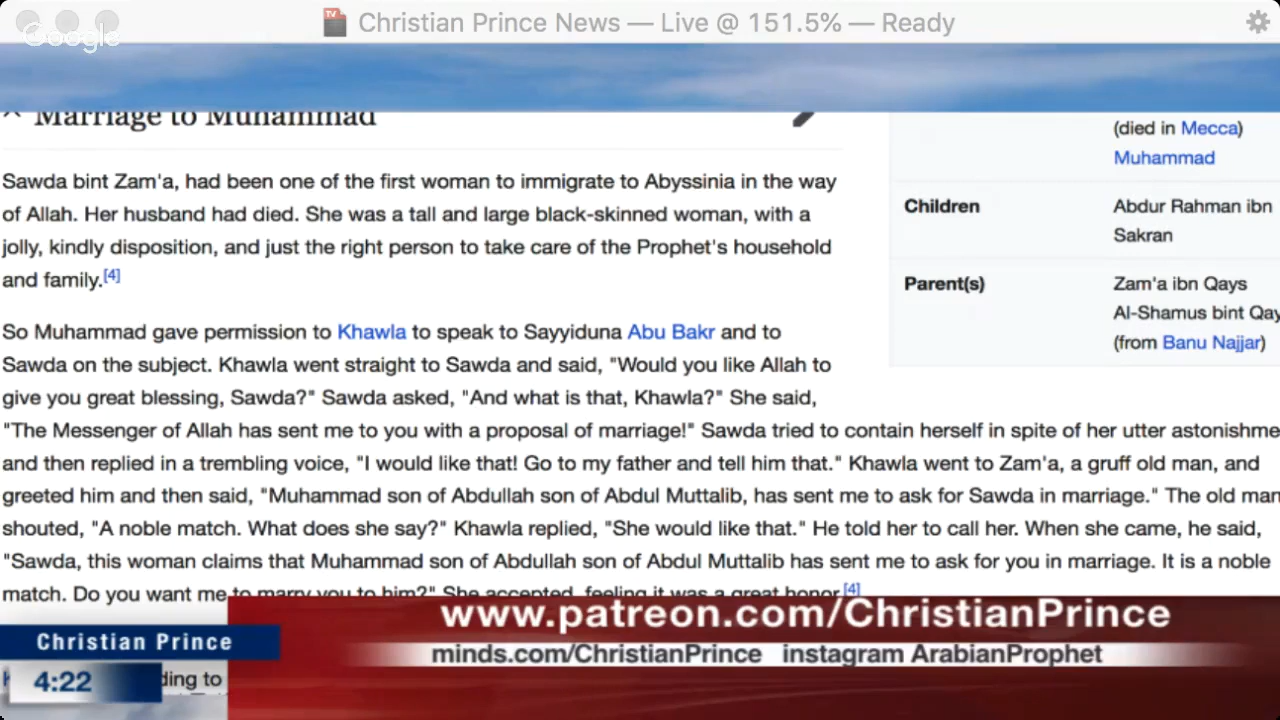 Christian Prince News — Live @ 151.5% — Ready
Google
Marriage to Muhammad
Sawda bint Zam'a, had been one of the first woman to immigrate to Abyssinia in the way
of Allah. Her husband had died. She was a tall and large black-skinned woman, with a
jolly, kindly disposition, and just the right person to take care of the Prophet's household
and family.[4]
So Muhammad gave permission to Khawla to speak to Sayyiduna Abu Bakr and to
Sawda on the subject. Khawla went straight to Sawda and said, "Would you like Allah to
give you great blessing, Sawda?" Sawda asked, "And what is that, Khawla?" She said,
"The Messenger of Allah has sent me to you with a proposal of marriage!" Sawda tried to contain herself in spite of her utter astonishme
and then replied in a trembling voice, "I would like that! Go to my father and tell him that." Khawla went to Zam'a, a gruff old man, and
greeted him and then said, "Muhammad son of Abdullah son of Abdul Muttalib, has sent me to ask for Sawda in marriage." The old man
shouted, "A noble match. What does she say?" Khawla replied, "She would like that." He told her to call her. When she came, he said,
"Sawda, this woman claims that Muhammad son of Abdullah son of Abdul Muttalib has sent me to ask for you in marriage. It is a noble
match. Do you want me to marry you to him?" She accepted, feeling it was a great honor.[4]
(died in Mecca)
Muhammad
Children
Abdur Rahman ibn
Sakran
Parent(s)
Zam'a ibn Qays
Al-Shamus bint Qay
(from Banu Najjar)
www.patreon.com/ChristianPrince
Christian Prince
minds.com/ChristianPrince instagram ArabianProphet
4:22
ding to